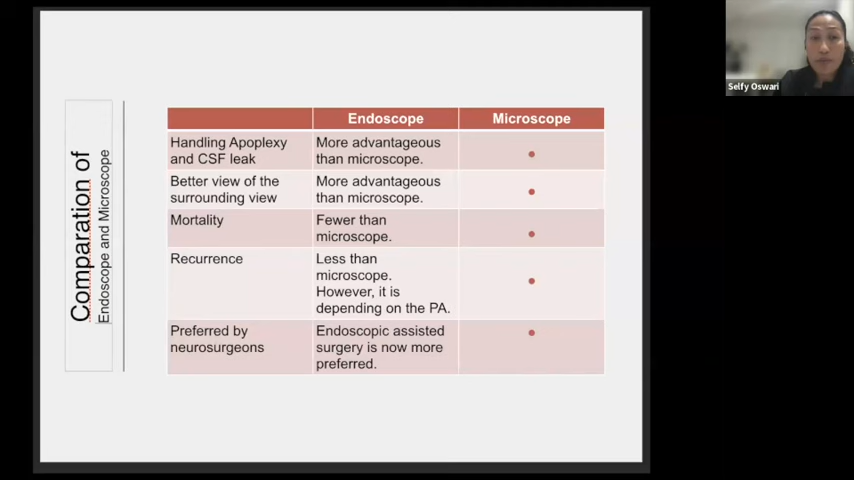 Comparation of
Endoscope and Microscope
Endoscope Microscope
Handling Apoplexy
and CSF leak
More advantageous
than microscope.
Better view of the
surrounding view
More advantageous
than microscope.
Mortality
Fewer than
microscope.
Recurrence
Less than
microscope.
However, it is
depending on the PA.
Preferred by
neurosurgeons
Endoscopic assisted
surgery is now more
preferred.
Selfy Oswari